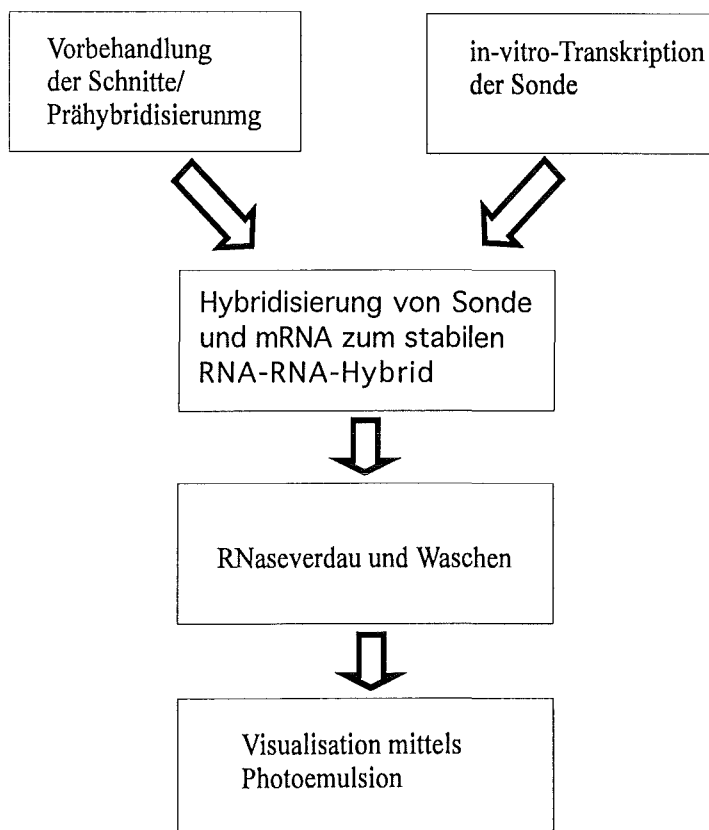 Vorbehandlung
der Schnitte/
Prähybridisierunmg
in-vitro-Transkription
der Sonde
Hybridisierung von Sonde
und mRNA zum stabilen
RNA-RNA-Hybrid
RNaseverdau und Waschen
Visualisation mittels
Photoemulsion